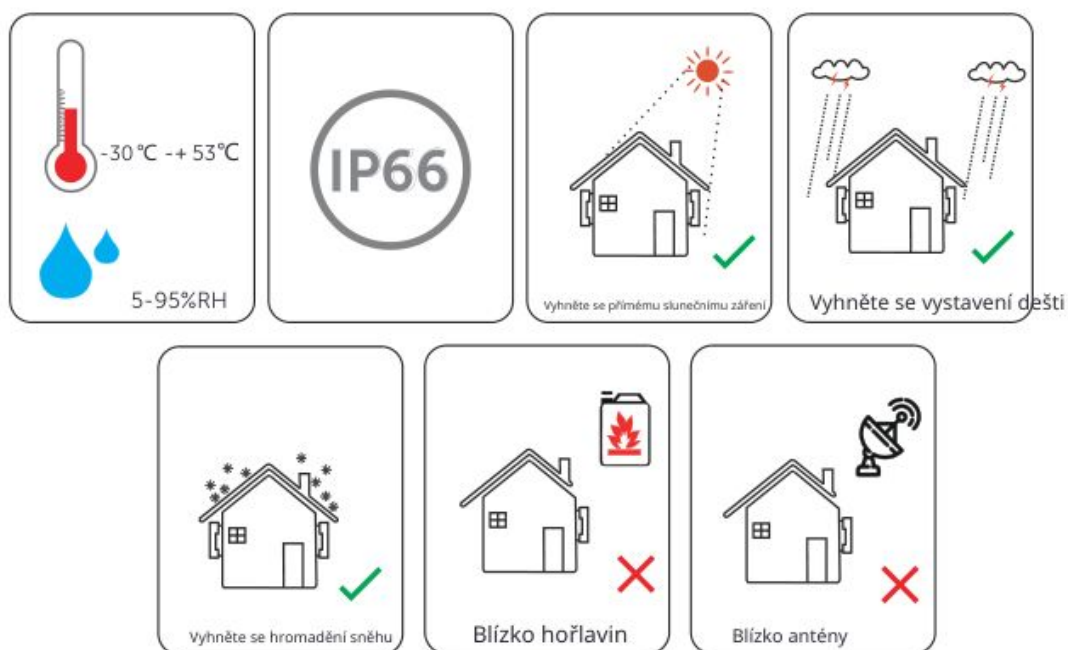 -30℃ -+ 53℃
5-95%RH
IP66
Vyhněte se přímému slunečnímu záření
Vyhněte se vystavení dešti
Vyhněte se hromadění sněhu
Blízko hořlavin
Blízko antény